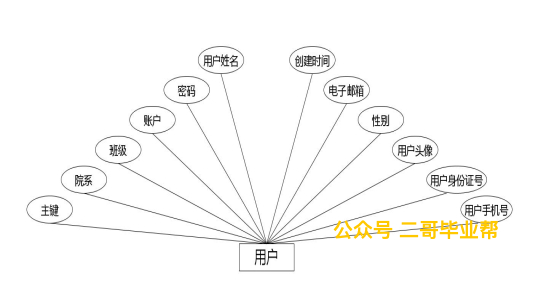 用户姓名
创建时间
密码
电子邮箱
账户
性别
班级
用户头像
院系
用户身份证号
主键
用户手机号
公众号 二哥毕业帮
用户